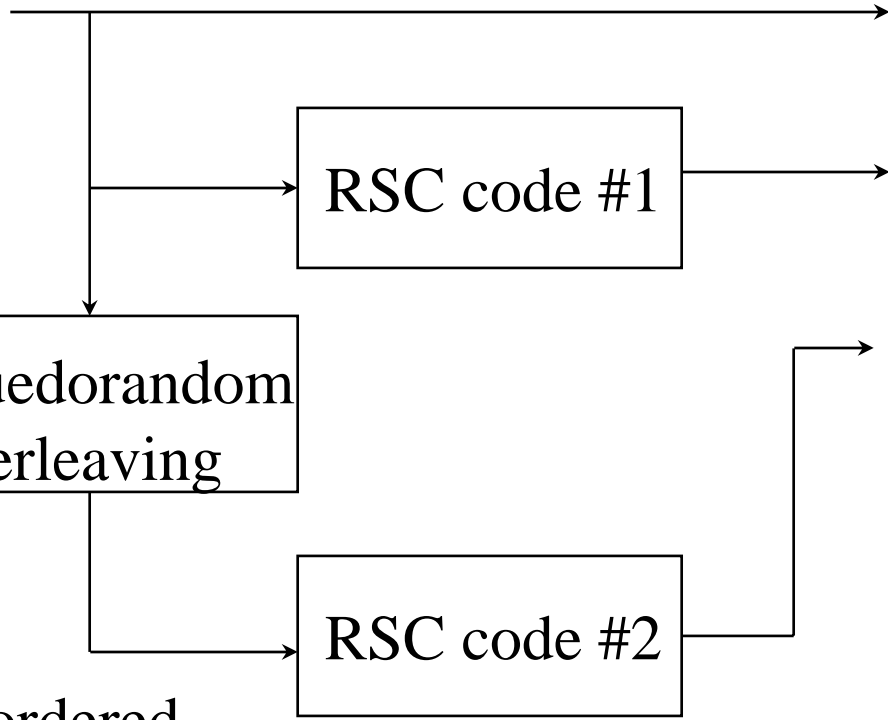 RSC code #1
uedorandom
erleaving
RSC code #2
ordered